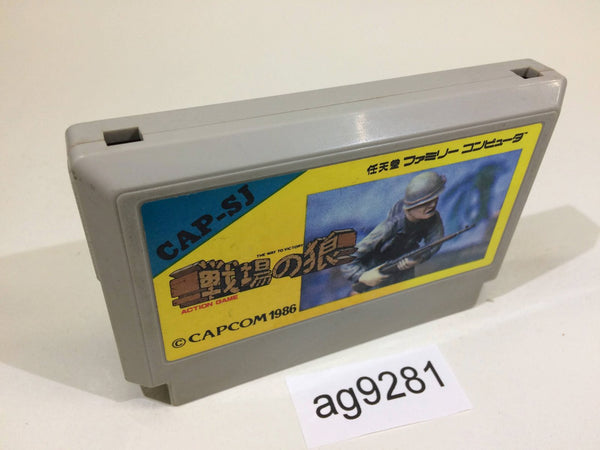 任天堂 ファミリー コンピュータ
CAP-SJ
THE WAY TO VICTORY
戦場の狼
ACTION GAME
©CAPCOM 1986
ag9281